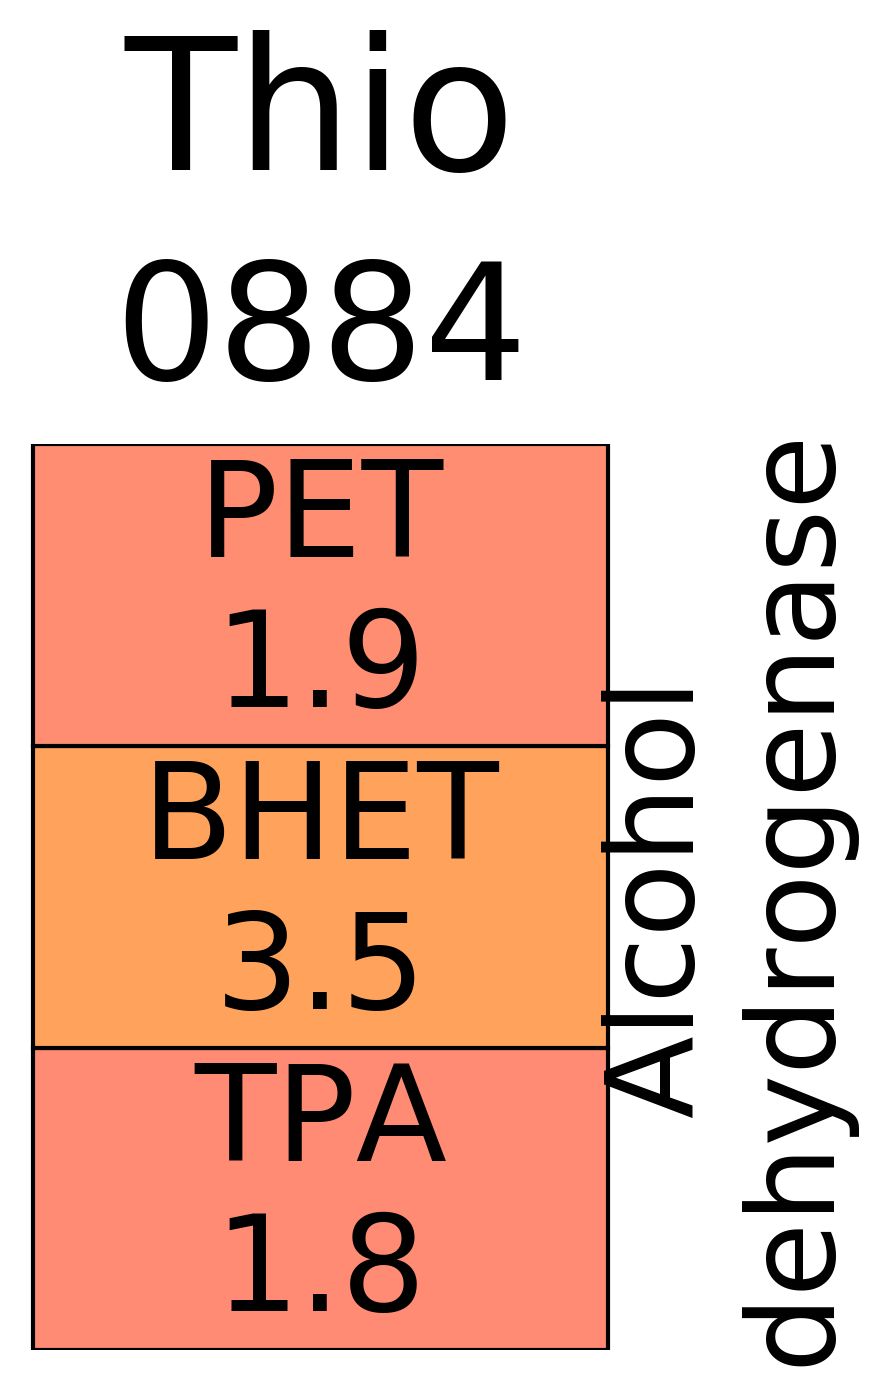 Thio
0884
PET
1.9
BHET
3.5
TPA
1.8
Alcohol
dehydrogenase